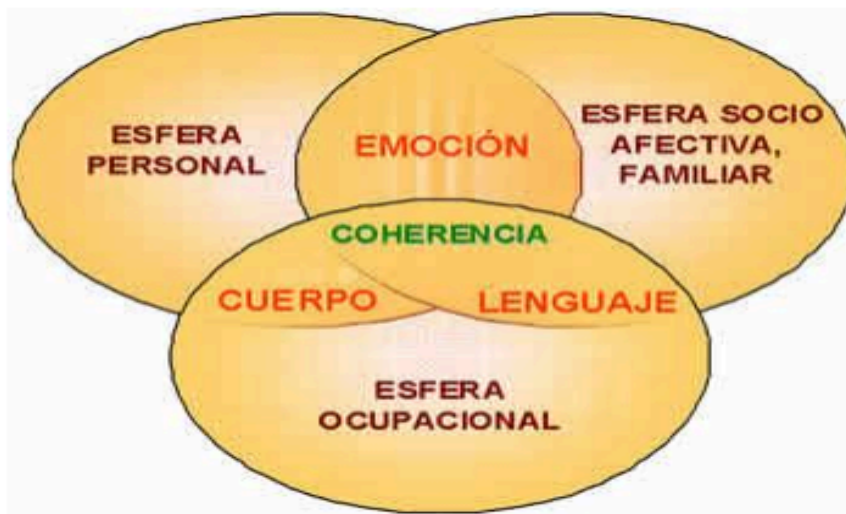 ESFERA
PERSONAL
EMOCIÓN
ESFERA SOCIO
AFECTIVA,
FAMILIAR
COHERENCIA
CUERPO
LENGUAJE
ESFERA
OCUPACIONAL